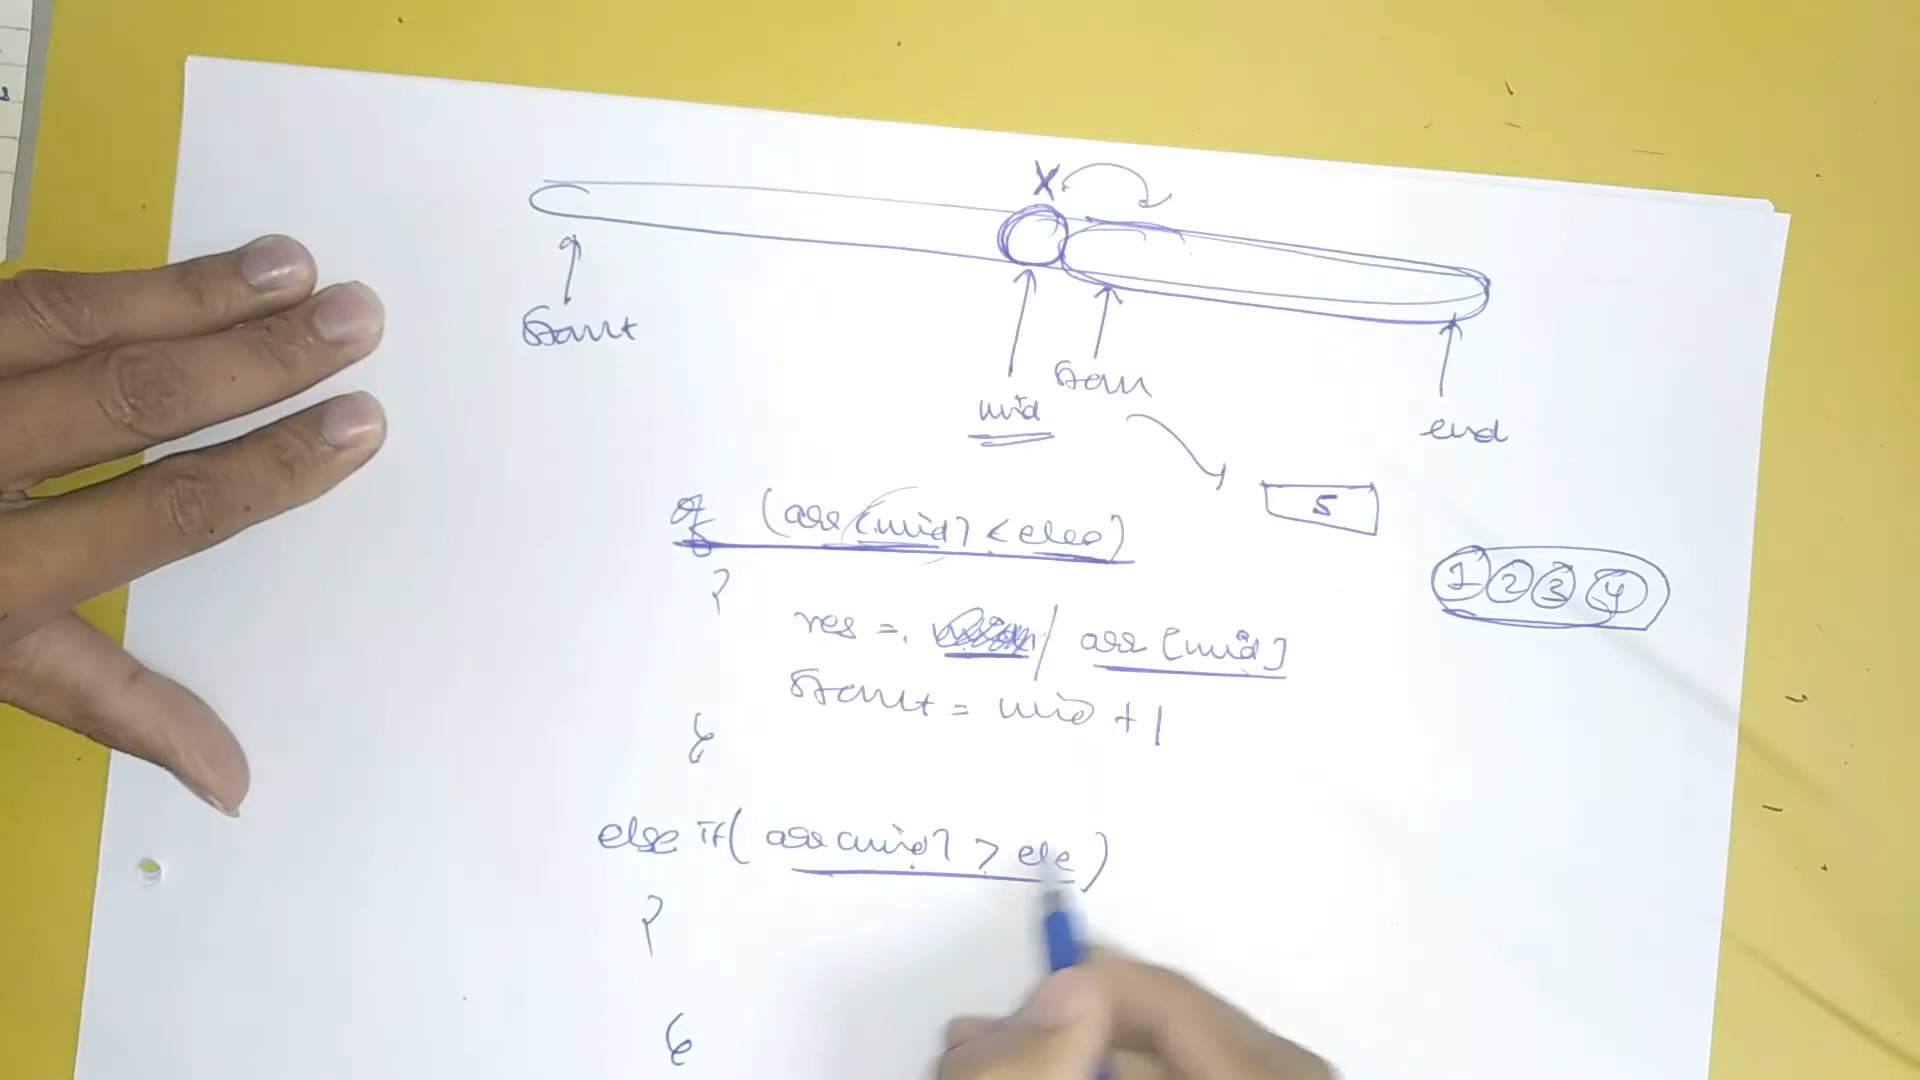 X
start
mid
start
end
if (arr[mid] < ele)
5
1 2 3 4
{
res = arr[mid]
start = mid + 1
}
else if (arr[mid] > ele)
{
}